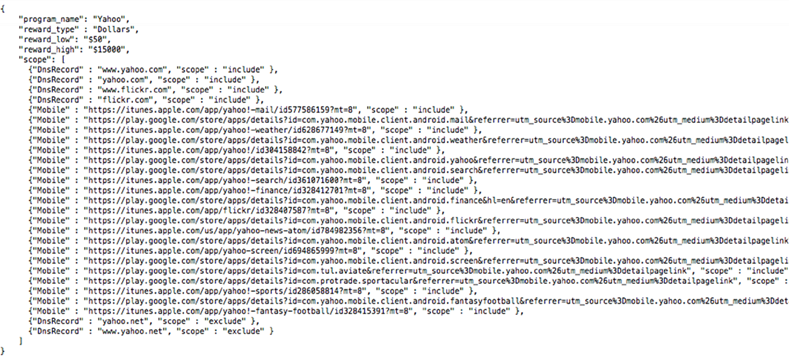 {
"program_name": "Yahoo",
"reward_type" : "Dollars",
"reward_low": "$50",
"reward_high": "$15000",
"scope": [
{"DnsRecord" : "www.yahoo.com", "scope" : "include" },
{"DnsRecord" : "yahoo.com", "scope" : "include" },
{"DnsRecord" : "www.flickr.com", "scope" : "include" },
{"DnsRecord" : "flickr.com", "scope" : "include" },
{"Mobile" : "https://itunes.apple.com/app/yahoo!-mail/id577586159?mt=8", "scope" : "include" },
{"Mobile" : "https://play.google.com/store/apps/details?id=com.yahoo.mobile.client.android.mail&referrer=utm_source%3Dmobile.yahoo.com%26utm_medium%3Ddetailpagelink
{"Mobile" : "https://itunes.apple.com/app/yahoo!-weather/id628677149?mt=8", "scope" : "include" },
{"Mobile" : "https://play.google.com/store/apps/details?id=com.yahoo.mobile.client.android.weather&referrer=utm_source%3Dmobile.yahoo.com%26utm_medium%3Ddetailpagel
{"Mobile" : "https://itunes.apple.com/app/yahoo!/id304158842?mt=8", "scope" : "include" },
{"Mobile" : "https://play.google.com/store/apps/details?id=com.yahoo.mobile.client.android.yahoo&referrer=utm_source%3Dmobile.yahoo.com%26utm_medium%3Ddetailpagelin
{"Mobile" : "https://play.google.com/store/apps/details?id=com.yahoo.mobile.client.android.search&referrer=utm_source%3Dmobile.yahoo.com%26utm_medium%3Ddetailpageli
{"Mobile" : "https://itunes.apple.com/app/yahoo!-search/id361071600?mt=8", "scope" : "include" },
{"Mobile" : "https://itunes.apple.com/app/yahoo!-finance/id328412701?mt=8", "scope" : "include" },
{"Mobile" : "https://play.google.com/store/apps/details?id=com.yahoo.mobile.client.android.finance&hl=en&referrer=utm_source%3Dmobile.yahoo.com%26utm_medium%3Ddetai
{"Mobile" : "https://itunes.apple.com/app/flickr/id328407587?mt=8", "scope" : "include" },
{"Mobile" : "https://play.google.com/store/apps/details?id=com.yahoo.mobile.client.android.flickr&referrer=utm_source%3Dmobile.yahoo.com%26utm_medium%3Ddetailpageli
{"Mobile" : "https://itunes.apple.com/us/app/yahoo-news-atom/id784982356?mt=8", "scope" : "include" },
{"Mobile" : "https://play.google.com/store/apps/details?id=com.yahoo.mobile.client.android.atom&referrer=utm_source%3Dmobile.yahoo.com%26utm_medium%3Ddetailpagelink
{"Mobile" : "https://itunes.apple.com/app/yahoo-screen/id694865999?mt=8", "scope" : "include" },
{"Mobile" : "https://play.google.com/store/apps/details?id=com.yahoo.mobile.client.android.screen&referrer=utm_source%3Dmobile.yahoo.com%26utm_medium%3Ddetailpageli
{"Mobile" : "https://play.google.com/store/apps/details?id=com.tul.aviate&referrer=utm_source%3Dmobile.yahoo.com%26utm_medium%3Ddetailpagelink", "scope" : "include"
{"Mobile" : "https://play.google.com/store/apps/details?id=com.protrade.sportacular&referrer=utm_source%3Dmobile.yahoo.com%26utm_medium%3Ddetailpagelink", "scope" :
{"Mobile" : "https://itunes.apple.com/app/yahoo!-sports/id286058814?mt=8", "scope" : "include" },
{"Mobile" : "https://play.google.com/store/apps/details?id=com.yahoo.mobile.client.android.fantasyfootball&referrer=utm_source%3Dmobile.yahoo.com%26utm_medium%3Ddet
{"Mobile" : "https://itunes.apple.com/app/yahoo!-fantasy-football/id328415391?mt=8", "scope" : "include" },
{"DnsRecord" : "yahoo.net", "scope" : "exclude" },
{"DnsRecord" : "www.yahoo.net", "scope" : "exclude" }
]
}